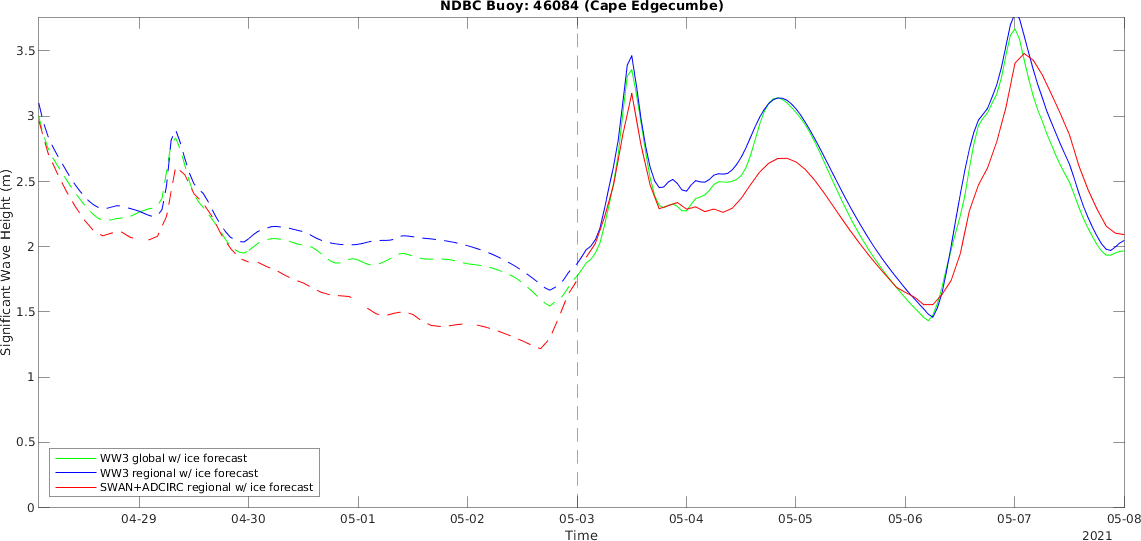 NDBC Buoy: 46084 (Cape Edgecumbe)
3.5
3
2.5
2
1.5
1
0.5
0
Significant Wave Height (m)
WW3 global w/ ice forecast
WW3 regional w/ ice forecast
SWAN+ADCIRC regional w/ ice forecast
04-29 04-30 05-01 05-02 05-03 05-04 05-05 05-06 05-07 05-08
Time
2021